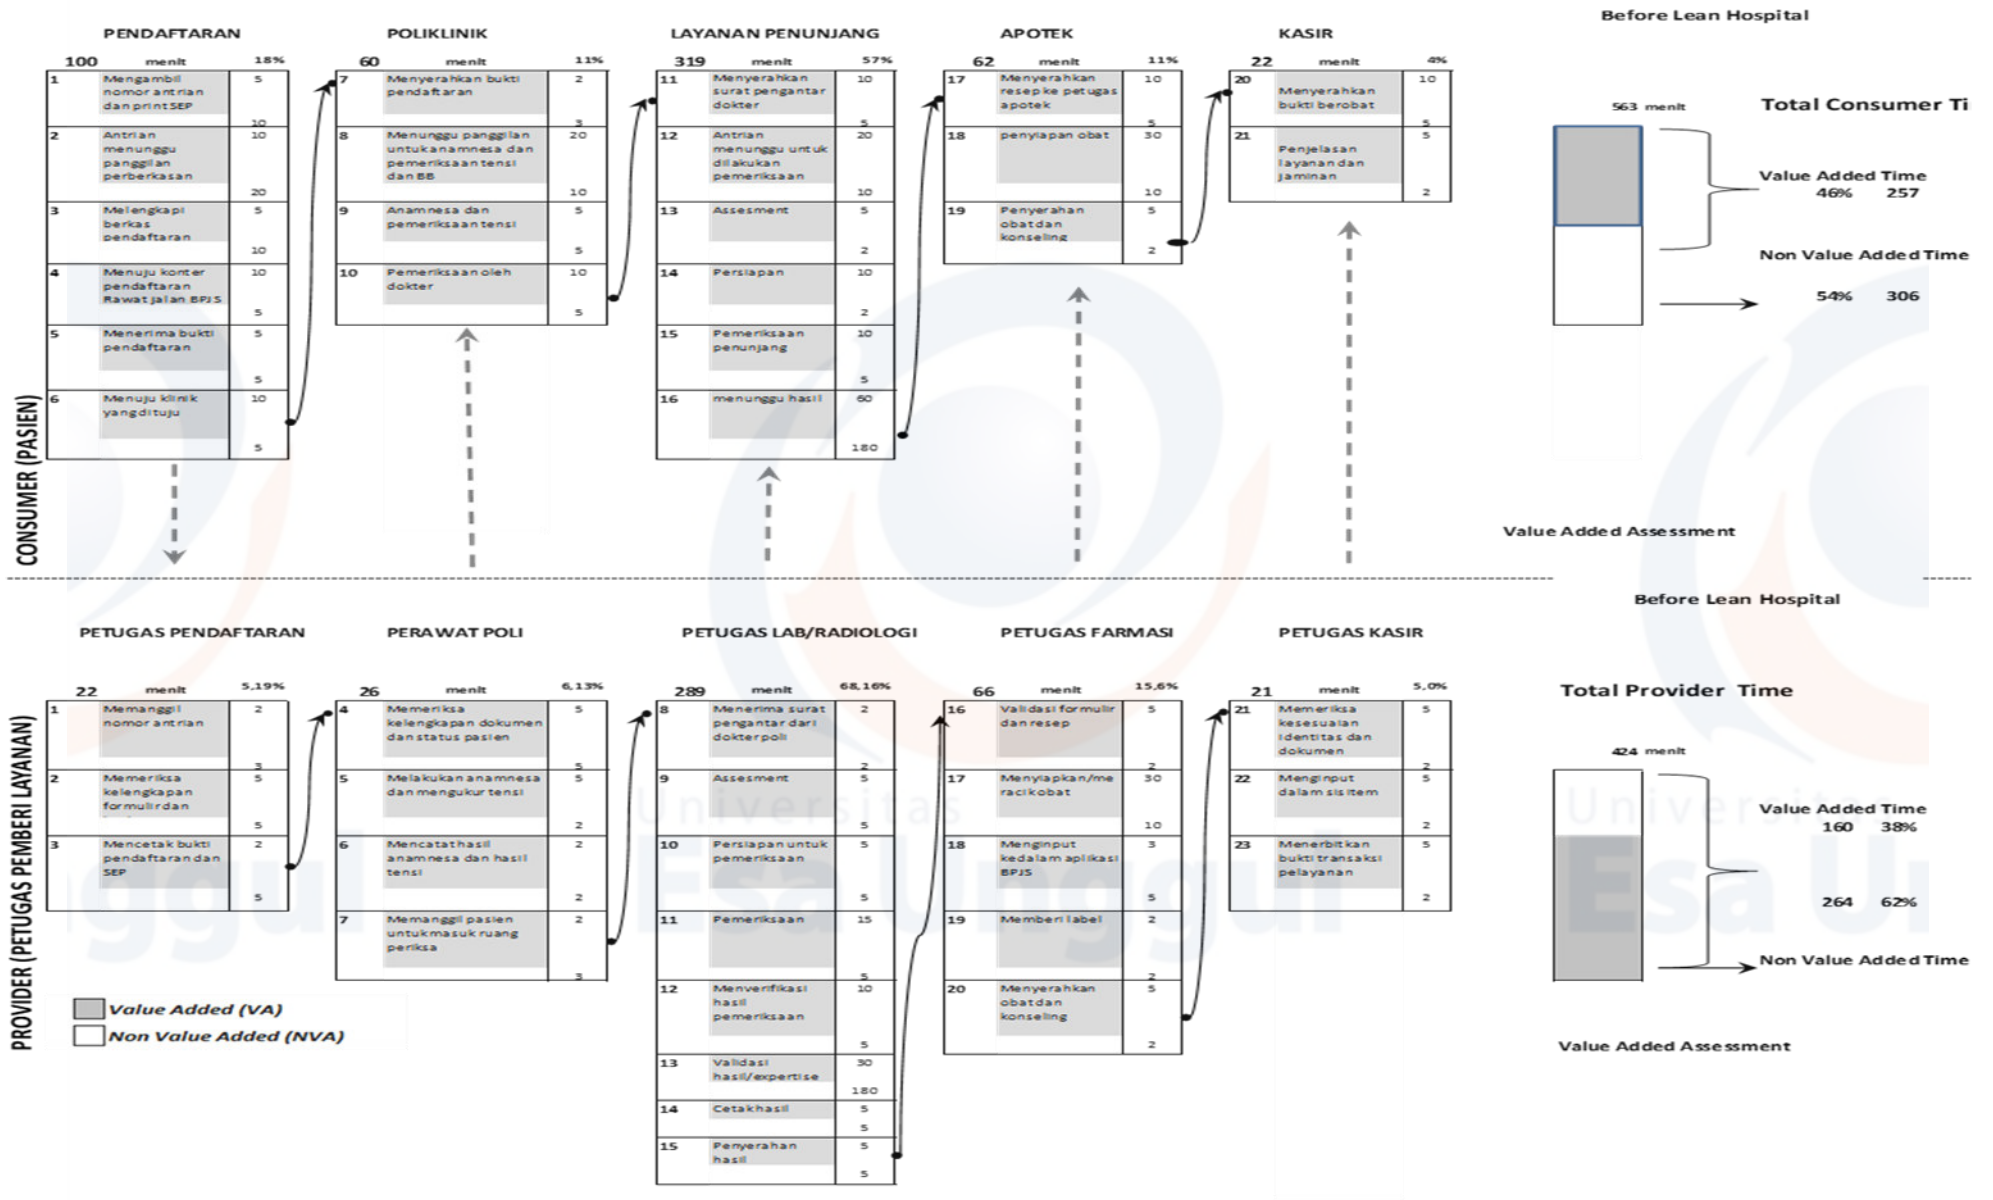 Before Lean Hospital
PENDAFTARAN
100 menit 18%
1 Mengambil 5
nomor antrian
dan print SEP
10
2 Antrian 10
menunggu
panggilan
perberkasan
20
3 Melengkapi 5
berkas
pendaftaran
10
4 Menuju konter 10
pendaftaran
Rawat jalan BPJS
5
5 Menerima bukti 5
pendaftaran
5
6 Menuju klinik 10
yang dituju
5
POLIKLINIK
60 menit 11%
7 Menyerahkan bukti 2
pendaftaran
3
8 Menunggu panggilan 20
untuk anamnesa dan
pemeriksaan tensi
dan BB
10
9 Anamnesa dan 5
pemeriksaan tensi
5
10 Pemeriksaan oleh 10
dokter
5
LAYANAN PENUNJANG
319 menit 57%
11 Menyerahkan 10
surat pengantar
dokter
5
12 Antrian 20
menunggu untuk
dilakukan
pemeriksaan
10
13 Assesment 5
2
14 Persiapan 10
2
15 Pemeriksaan 10
penunjang
5
16 menunggu hasil 60
180
APOTEK
62 menit 11%
17 Menyerahkan 10
resep ke petugas
apotek
5
18 penyiapan obat 30
10
19 Penyerahan 5
obat dan
konseling
2
KASIR
22 menit 4%
20 10
Menyerahkan
bukti berobat
5
21 5
Penjelasan
layanan dan
jaminan
2
563 menit
Total Consumer Ti
Value Added Time
46% 257
Non Value Added Time
54% 306
Value Added Assessment
CONSUMER (PASIEN)
Before Lean Hospital
PETUGAS PENDAFTARAN
22 menit 5,19%
1 Memanggil 2
nomor antrian
3
2 Memeriksa 5
kelengkapan
formulir dan
5
3 Mencetak bukti 2
pendaftaran dan
SEP
5
PERAWAT POLI
26 menit 6,13%
4 Memeriksa 5
kelengkapan dokumen
dan status pasien
5
5 Melakukan anamnesa 5
dan mengukur tensi
2
6 Mencatat hasil 2
anamnesa dan hasil
tensi
2
7 Memanggil pasien 2
untuk masuk ruang
periksa
3
PETUGAS LAB/RADIOLOGI
289 menit 68,16%
8 Menerima surat 2
pengantar dari
dokter poli
2
9 Assesment 5
5
10 Persiapan untuk 5
pemeriksaan
5
11 Pemeriksaan 15
5
12 Menverifikasi 10
hasil
pemeriksaan
5
13 Validasi 30
hasil/expertise
180
14 Cetak hasil 5
5
15 Penyerahan 5
hasil
5
PETUGAS FARMASI
66 menit 15,6%
16 Validasi formulir 5
dan resep
2
17 Menyiapkan/me 30
racik obat
10
18 Menginput 3
kedalam aplikasi
BPJS
5
19 Memberi label 2
2
20 Menyerahkan 5
obat dan
konseling
2
PETUGAS KASIR
21 menit 5,0%
21 Memeriksa 5
kesesuaian
identitas dan
dokumen
2
22 Menginput 5
dalam sisitem
2
23 Menerbitkan 5
bukti transaksi
pelayanan
2
Total Provider Time
424 menit
Value Added Time
160 38%
264 62%
Non Value Added Time
Value Added Assessment
PROVIDER (PETUGAS PEMBERI LAYANAN)
Value Added (VA)
Non Value Added (NVA)
Universitas
Esa Unggul
Universitas
Esa U
nggul